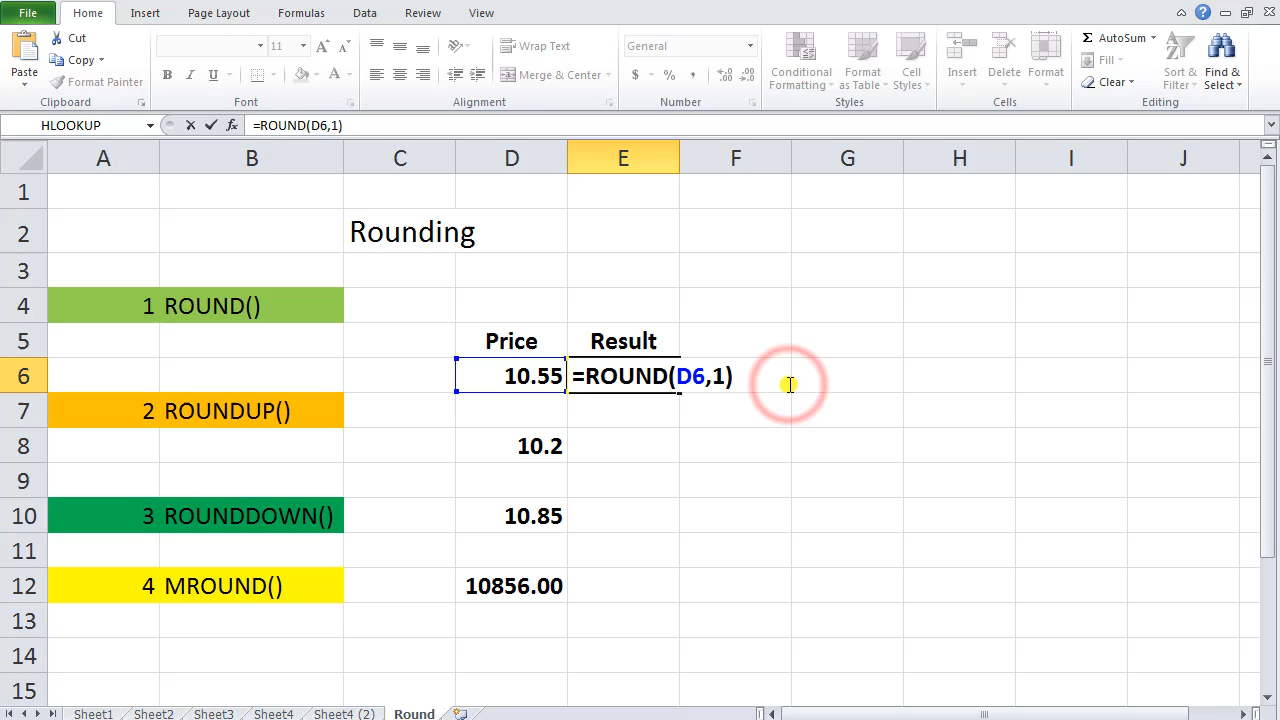 File Home Insert Page Layout Formulas Data Review View
Paste
Cut
Copy
Format Painter
Clipboard
11 A A
B I U A
Font
Wrap Text
Merge & Center
Alignment
General
$ % , .00 .0
Number
Conditional Formatting
Format as Table
Cell Styles
Styles
Insert Delete Format
Cells
Σ AutoSum
Fill
Clear
Sort & Filter
Find & Select
Editing
HLOOKUP fx =ROUND(D6,1)
A B C D E F G H I J
1
2 Rounding
3
4 1 ROUND()
5 Price Result
6 10.55 =ROUND(D6,1)
7 2 ROUNDUP()
8 10.2
9
10 3 ROUNDDOWN() 10.85
11
12 4 MROUND() 10856.00
13
14
15
Sheet1 Sheet2 Sheet3 Sheet4 Sheet4 (2) Round